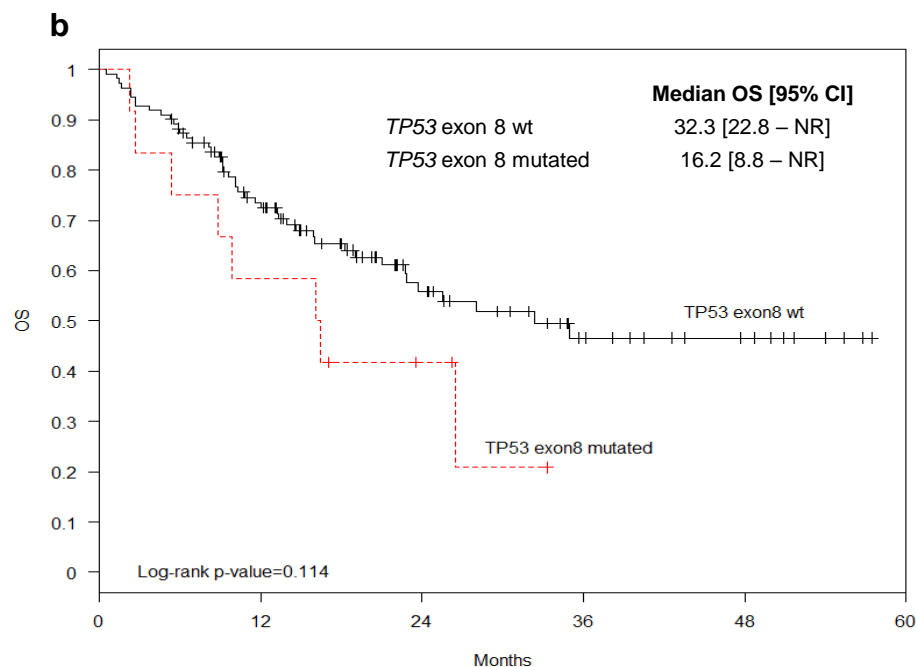 b
Median OS [95% CI]
TP53 exon 8 wt 32.3 [22.8 – NR]
TP53 exon 8 mutated 16.2 [8.8 – NR]
1
0.9
0.8
0.7
0.6
0.5
0.4
0.3
0.2
0.1
0
OS
TP53 exon8 wt
TP53 exon8 mutated
Log-rank p-value=0.114
0 12 24 36 48 60
Months